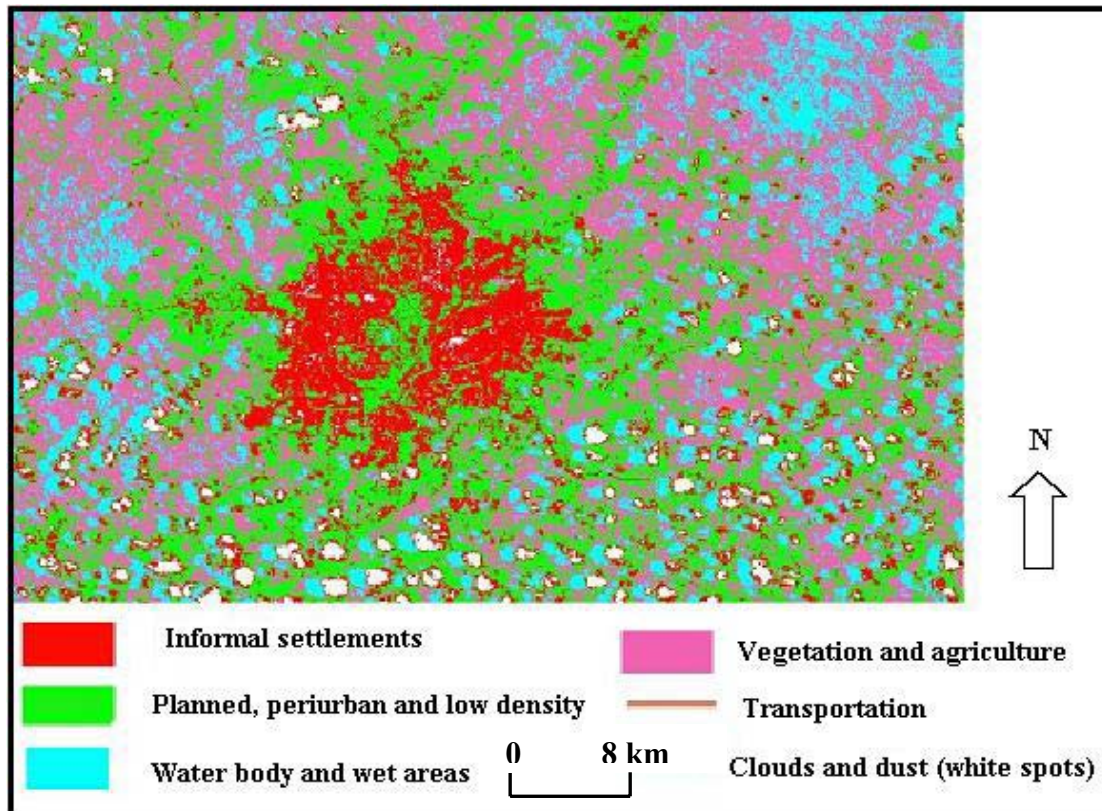 N
Informal settlements
Vegetation and agriculture
Planned, periurban and low density
Transportation
0 8 km
Water body and wet areas
Clouds and dust (white spots)